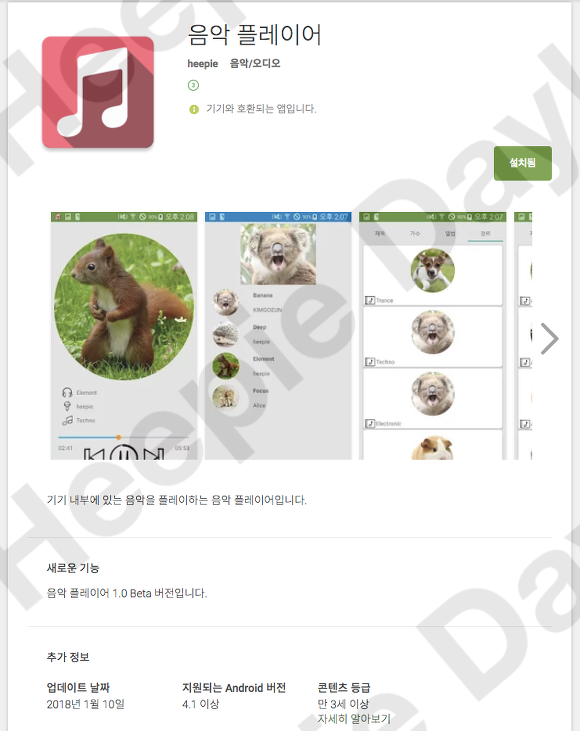 음악 플레이어
heepie 음악/오디오
3
기기와 호환되는 앱입니다.
설치됨
오후 2:08
오후 2:07
오후 2:07
Banana
KIMGOZUN
Deep
heepie
Element
heepie
Focus
Alice
제목 가수 앨범 장르
Trance
Techno
Electronic
Element
heepie
Techno
02:41 05:53
기기 내부에 있는 음악을 플레이하는 음악 플레이어입니다.
새로운 기능
음악 플레이어 1.0 Beta 버전입니다.
추가 정보
업데이트 날짜 지원되는 Android 버전 콘텐츠 등급
2018년 1월 10일 4.1 이상 만 3세 이상
자세히 알아보기
Heepie Day